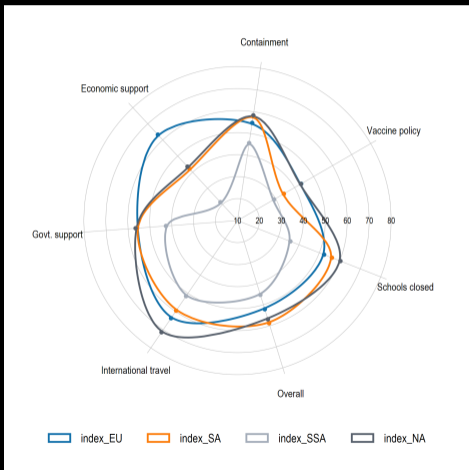 Containment
Economic support
Vaccine policy
Govt. support
10 20 30 40 50 60 70 80
Schools closed
International travel
Overall
index_EU index_SA index_SSA index_NA